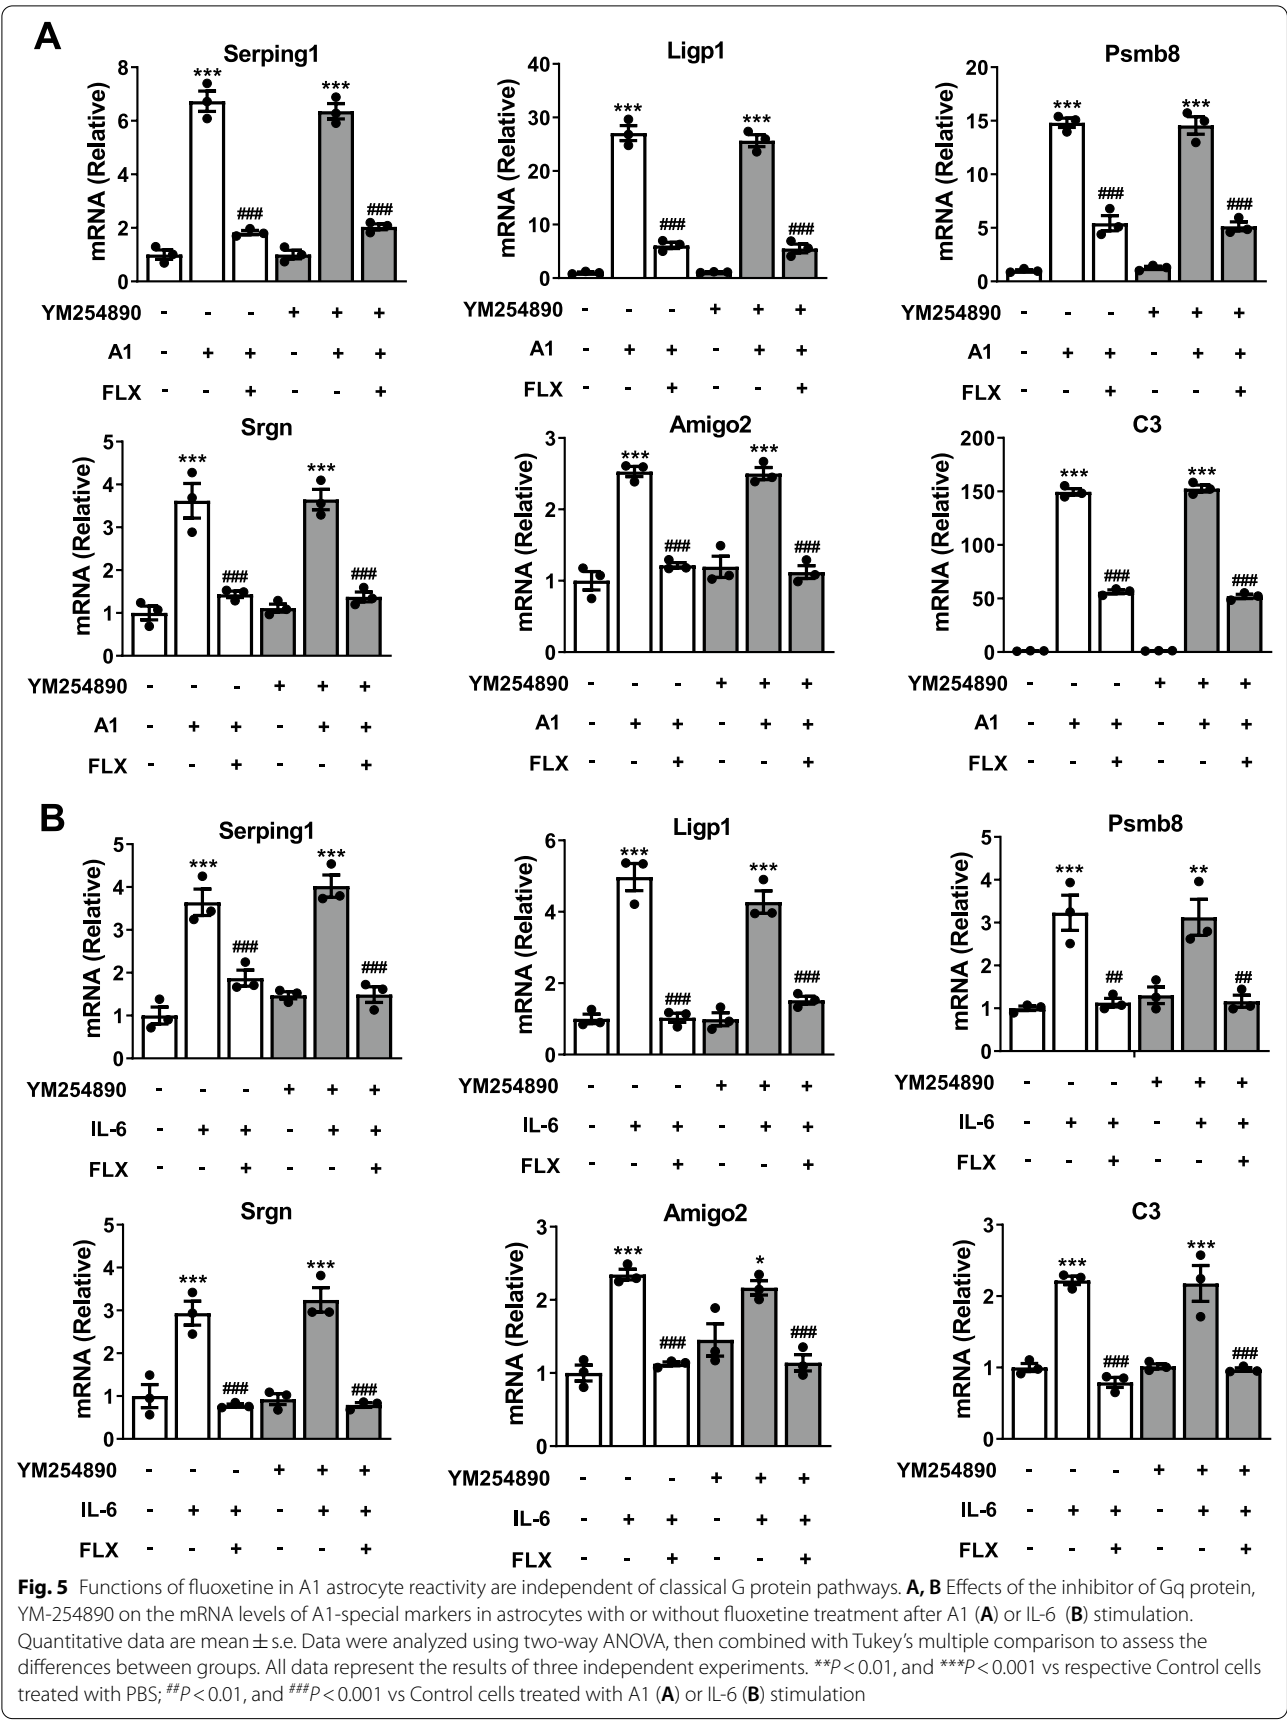 A
Serping1
mRNA (Relative)
8
6
4
2
0
***
###
***
###
YM254890 - - - + + +
A1 - + + - + +
FLX - - + - - +
Ligp1
mRNA (Relative)
40
30
20
10
0
***
###
***
###
YM254890 - - - + + +
A1 - + + - + +
FLX - - + - - +
Psmb8
mRNA (Relative)
20
15
10
5
0
***
###
***
###
YM254890 - - - + + +
A1 - + + - + +
FLX - - + - - +
Srgn
mRNA (Relative)
5
4
3
2
1
0
***
###
***
###
YM254890 - - - + + +
A1 - + + - + +
FLX - - + - - +
Amigo2
mRNA (Relative)
3
2
1
0
***
###
***
###
YM254890 - - - + + +
A1 - + + - + +
FLX - - + - - +
C3
mRNA (Relative)
200
150
100
50
0
***
###
***
###
YM254890 - - - + + +
A1 - + + - + +
FLX - - + - - +
B
Serping1
mRNA (Relative)
5
4
3
2
1
0
***
###
***
###
YM254890 - - - + + +
IL-6 - + + - + +
FLX - - + - - +
Ligp1
mRNA (Relative)
6
4
2
0
***
###
***
###
YM254890 - - - + + +
IL-6 - + + - + +
FLX - - + - - +
Psmb8
mRNA (Relative)
5
4
3
2
1
0
***
##
**
##
YM254890 - - - + + +
IL-6 - + + - + +
FLX - - + - - +
Srgn
mRNA (Relative)
5
4
3
2
1
0
***
###
***
###
YM254890 - - - + + +
IL-6 - + + - + +
FLX - - + - - +
Amigo2
mRNA (Relative)
3
2
1
0
***
###
*
###
YM254890 - - - + + +
IL-6 - + + - + +
FLX - - + - - +
C3
mRNA (Relative)
3
2
1
0
***
###
***
###
YM254890 - - - + + +
IL-6 - + + - + +
FLX - - + - - +
Fig. 5 Functions of fluoxetine in A1 astrocyte reactivity are independent of classical G protein pathways. A, B Effects of the inhibitor of Gq protein,
YM-254890 on the mRNA levels of A1-special markers in astrocytes with or without fluoxetine treatment after A1 (A) or IL-6 (B) stimulation.
Quantitative data are mean ± s.e. Data were analyzed using two-way ANOVA, then combined with Tukey's multiple comparison to assess the
differences between groups. All data represent the results of three independent experiments. **P < 0.01, and ***P < 0.001 vs respective Control cells
treated with PBS; ##P < 0.01, and ###P < 0.001 vs Control cells treated with A1 (A) or IL-6 (B) stimulation